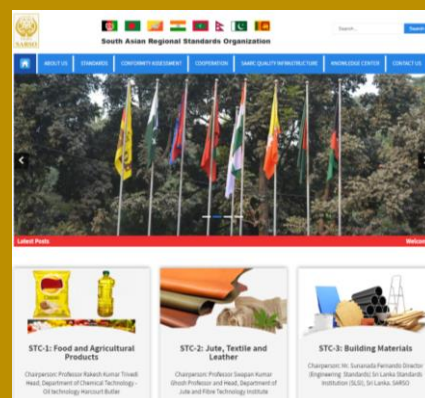 SARSO
South Asian Regional Standards Organization
Search ...
Search
ABOUT US STANDARDS CONFORMITY ASSESSMENT COOPERATION SAARC QUALITY INFRASTRUCTURE KNOWLEDGE CENTER CONTACT US
Latest Posts
Welcom
STC-1: Food and Agricultural
Products
Chairperson: Professor Rakesh Kumar Trivedi
Head, Department of Chemical Technology -
Oil technology Harcourt Butler
STC-2: Jute, Textile and
Leather
Chairperson: Professor Swapan Kumar
Ghosh Professor and Head, Department of
Jute and Fibre Technology Institute
STC-3: Building Materials
Chairperson: Mr. Sunanada Fernando Director
(Engineering Standards) Sri Lanka Standards
Institution (SLSI), Sri Lanka. SARSO